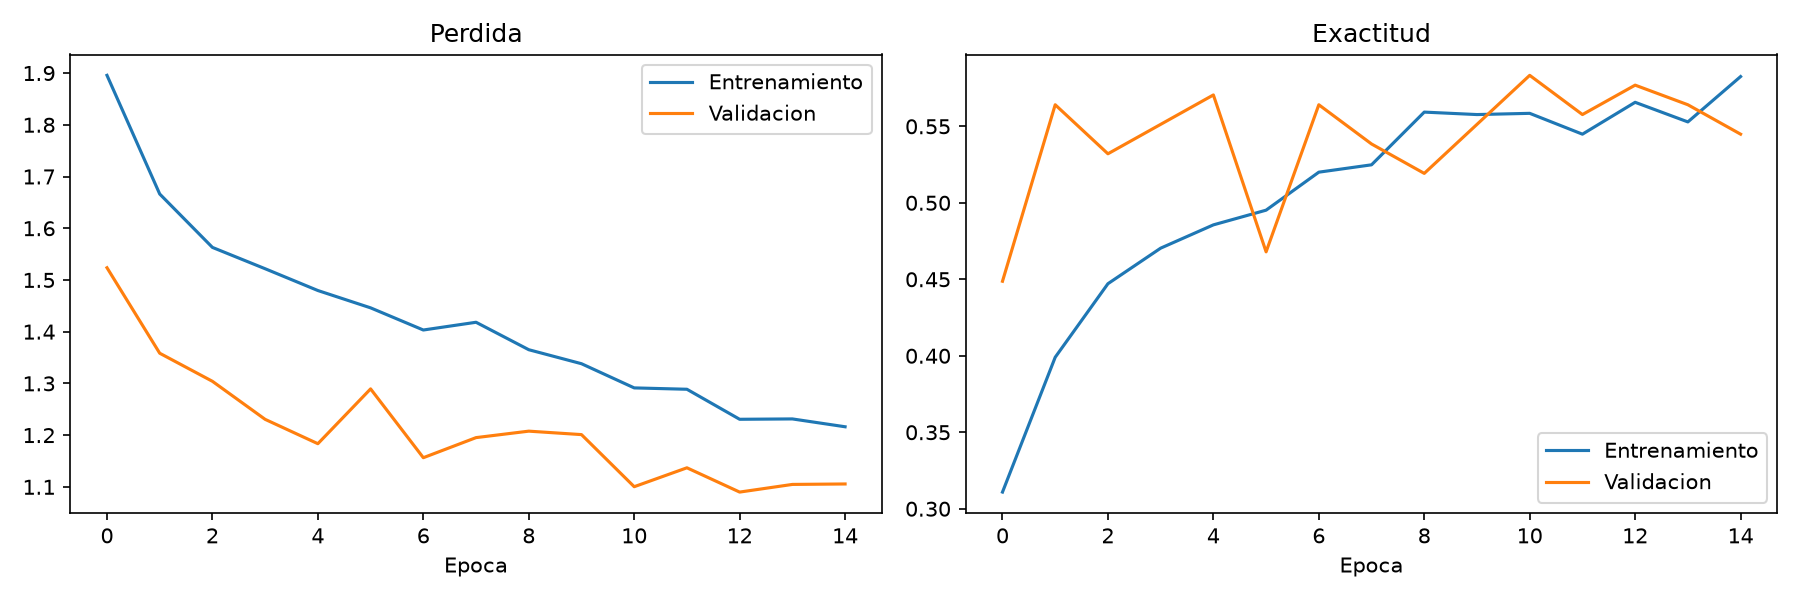 Perdida
1.9
1.8
1.7
1.6
1.5
1.4
1.3
1.2
1.1
Entrenamiento
Validacion
0 2 4 6 8 10 12 14
Epoca
Exactitud
0.55
0.50
0.45
0.40
0.35
0.30
Entrenamiento
Validacion
0 2 4 6 8 10 12 14
Epoca